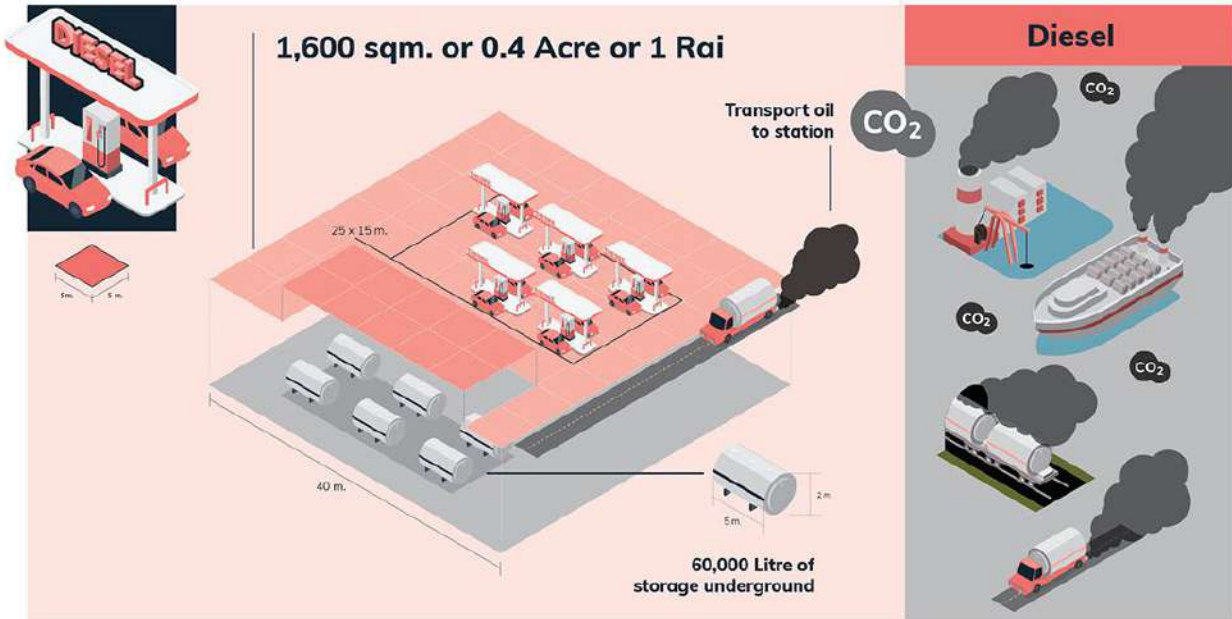 DIESEL
5 m.
5 m.
1,600 sqm. or 0.4 Acre or 1 Rai
25 x 15 m.
Transport oil
to station
CO2
40 m.
5 m.
2 m
60,000 Litre of
storage underground
Diesel
CO2
CO2
CO2